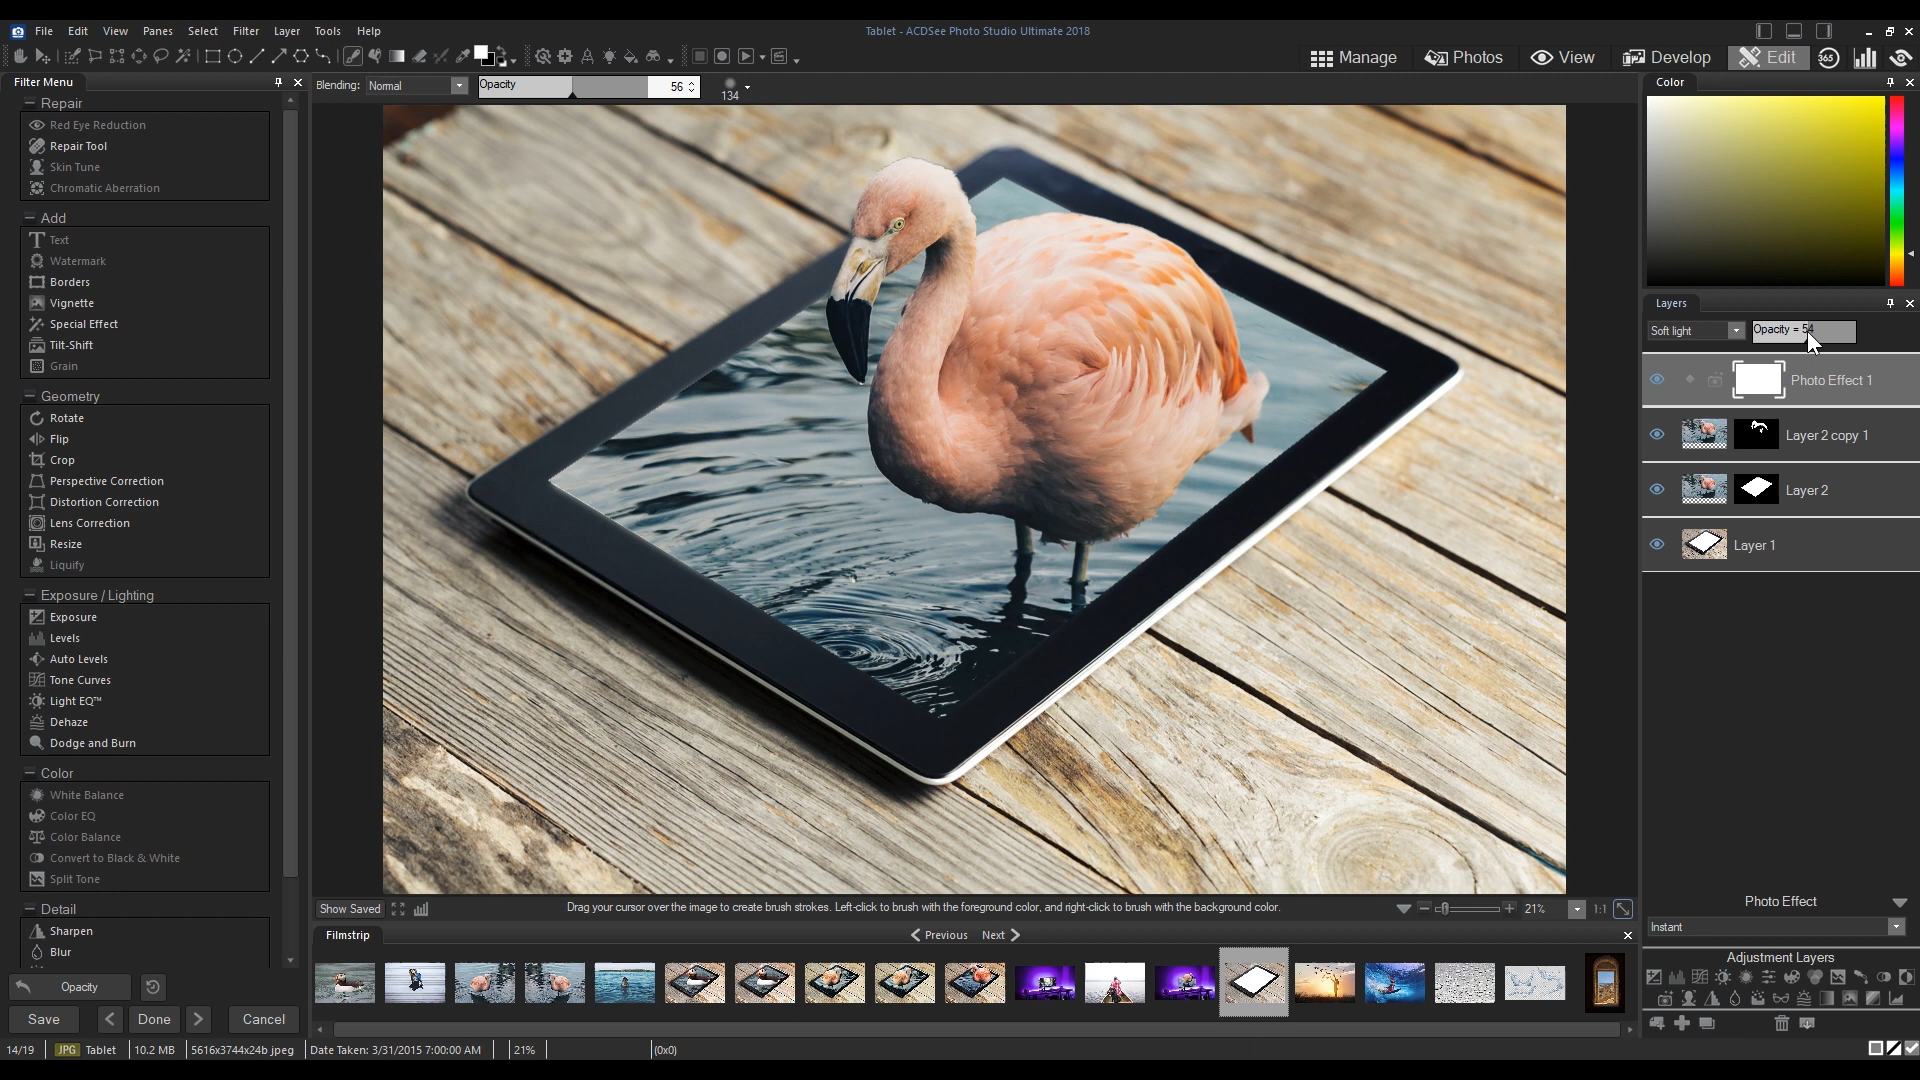 File Edit View Panes Select Filter Layer Tools Help
Tablet - ACDSee Photo Studio Ultimate 2018
Manage Photos View Develop Edit 365
Filter Menu
Repair
Red Eye Reduction
Repair Tool
Skin Tune
Chromatic Aberration
Add
Text
Watermark
Borders
Vignette
Special Effect
Tilt-Shift
Grain
Geometry
Rotate
Flip
Crop
Perspective Correction
Distortion Correction
Lens Correction
Resize
Liquify
Exposure / Lighting
Exposure
Levels
Auto Levels
Tone Curves
Light EQ™
Dehaze
Dodge and Burn
Color
White Balance
Color EQ
Color Balance
Convert to Black & White
Split Tone
Detail
Sharpen
Blur
Opacity
Save Done Cancel
Blending: Normal Opacity 56 134
Show Saved
Drag your cursor over the image to create brush strokes. Left-click to brush with the foreground color, and right-click to brush with the background color.
21% 1:1
Filmstrip
Previous Next
Color
Layers
Soft light Opacity = 54
Photo Effect 1
Layer 2 copy 1
Layer 2
Layer 1
Photo Effect
Instant
Adjustment Layers
14/19 JPG Tablet 10.2 MB 5616x3744x24b jpeg Date Taken: 3/31/2015 7:00:00 AM 21% (0x0)